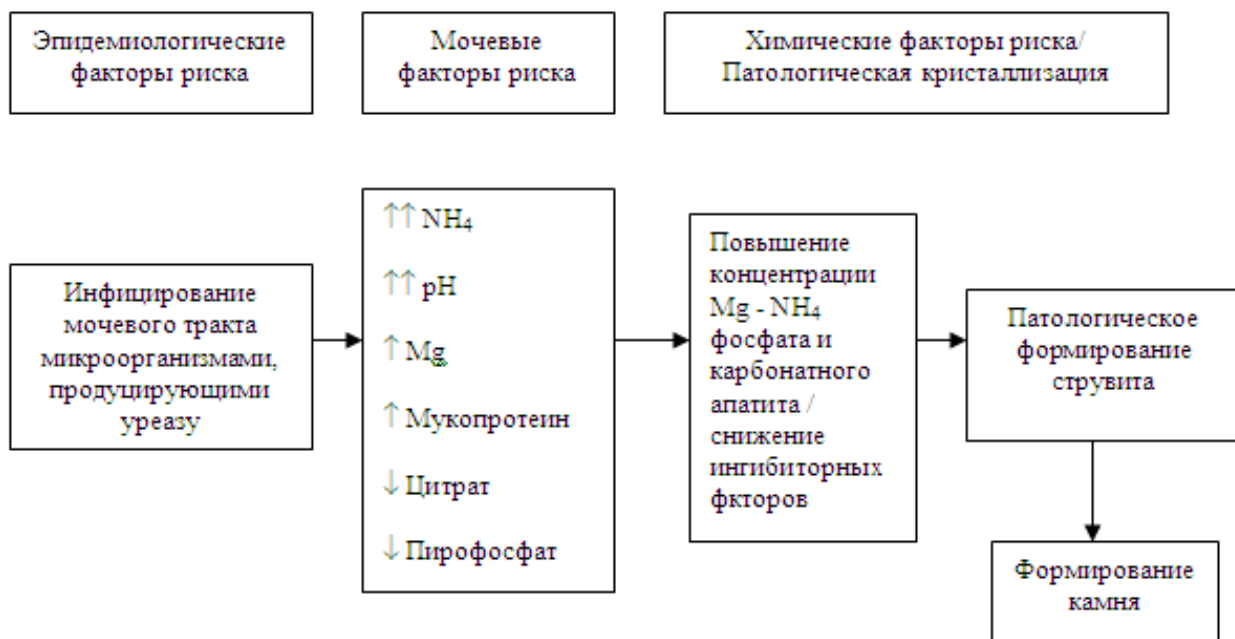 Эпидемиологические
факторы риска
Мочевые
факторы риска
Химические факторы риска/
Патологическая кристаллизация
Инфицирование
мочевого тракта
микроорганизмами,
продуцирующими
уреазу
↑↑ NH4
↑↑ pH
↑ Mg
↑ Мукопротеин
↓ Цитрат
↓ Пирофосфат
Повышение
концентрации
Mg - NH4
фосфата и
карбонатного
апатита /
снижение
ингибиторных
фкторов
Патологическое
формирование
струвита
Формирование
камня